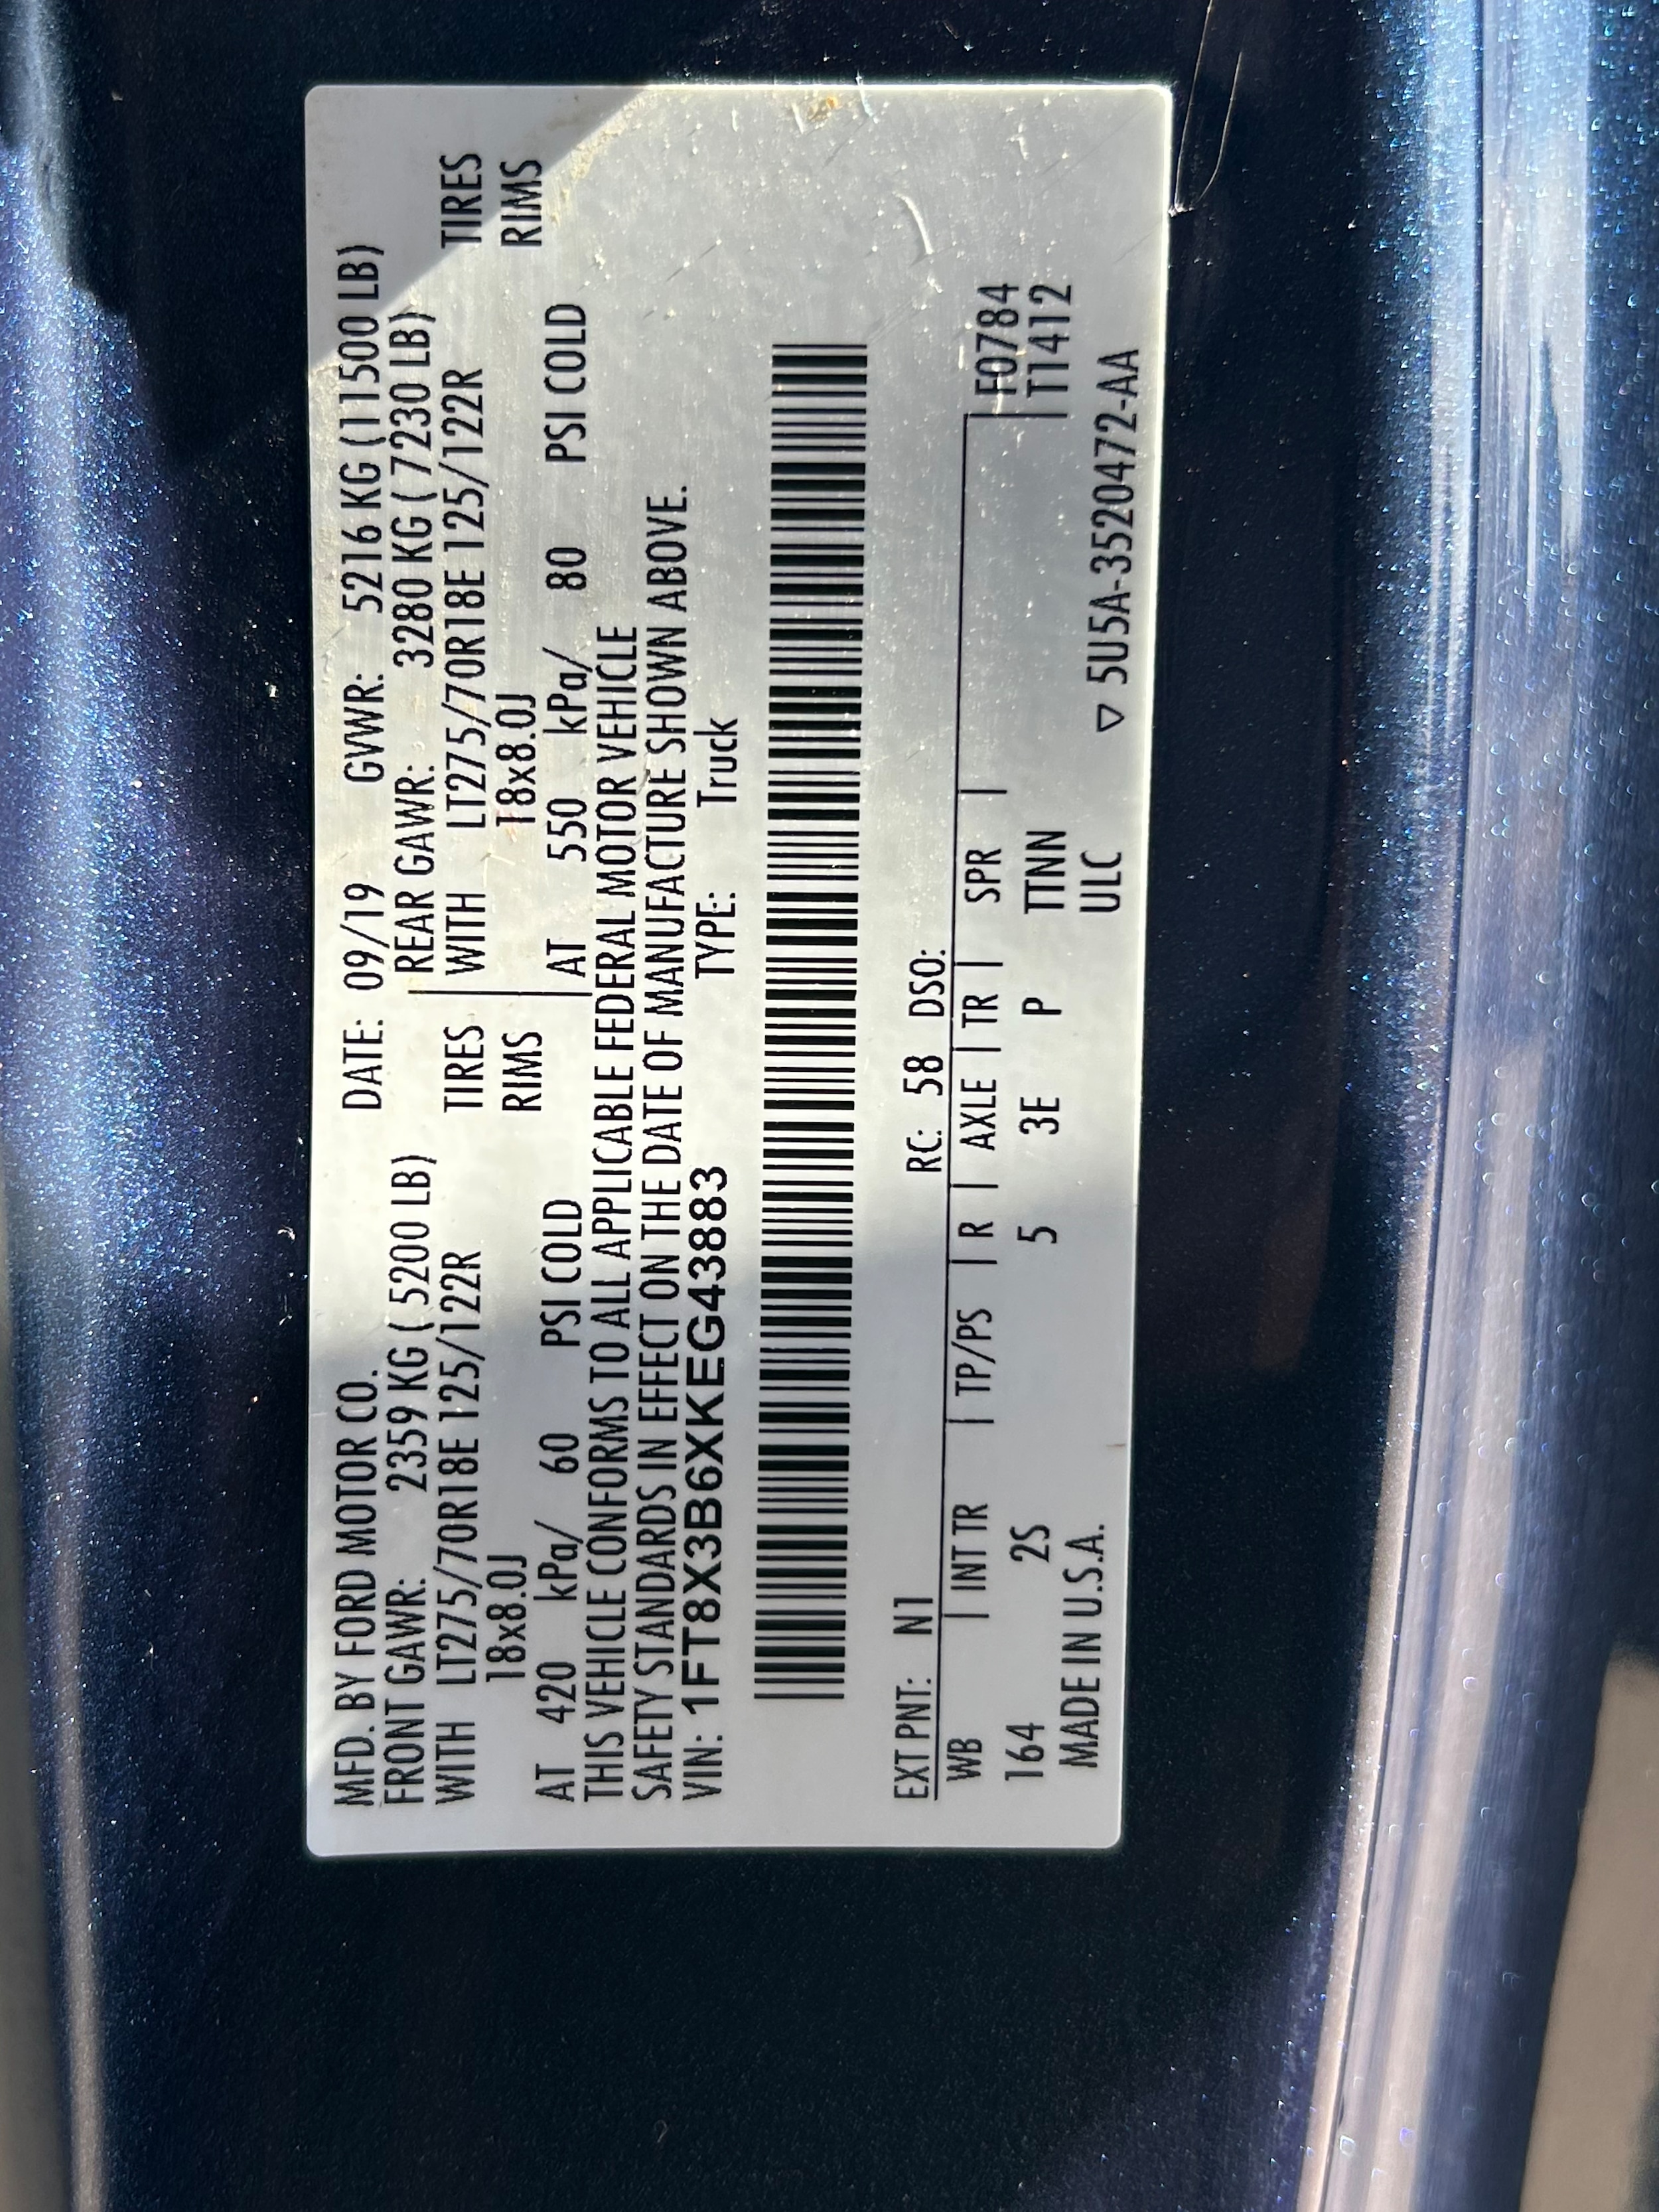 MFD. BY FORD MOTOR CO. DATE: 09/19 GVWR: 5216 KG (11500 LB)
FRONT GAWR: 2359 KG ( 5200 LB) REAR GAWR: 3280 KG ( 7230 LB)
WITH LT275/70R18E 125/122R TIRES WITH LT275/70R18E 125/122R TIRES
18x8.0J RIMS 18x8.0J RIMS
AT 420 kPa/ 60 PSI COLD AT 550 kPa/ 80 PSI COLD
THIS VEHICLE CONFORMS TO ALL APPLICABLE FEDERAL MOTOR VEHICLE
SAFETY STANDARDS IN EFFECT ON THE DATE OF MANUFACTURE SHOWN ABOVE.
VIN: 1FT8X3B6XKEG43883 TYPE: Truck
EXT PNT: N1 RC: 58 DSO:
WB | INT TR | TP/PS | R | AXLE | TR | SPR | F0784
164 2S 5 3E P TTNN T1412
MADE IN U.S.A. ULC ▽ 5U5A-3520472-AA